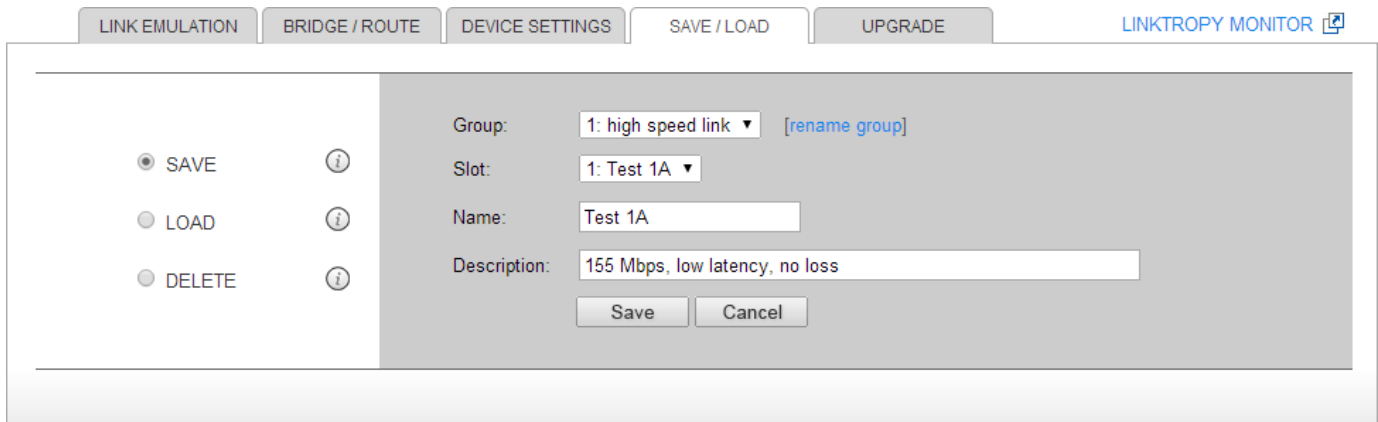 LINK EMULATION BRIDGE / ROUTE DEVICE SETTINGS SAVE / LOAD UPGRADE LINKTROPY MONITOR
Group: 1: high speed link [rename group]
SAVE i
Slot: 1: Test 1A
LOAD i
Name: Test 1A
Description: 155 Mbps, low latency, no loss
DELETE i
Save Cancel